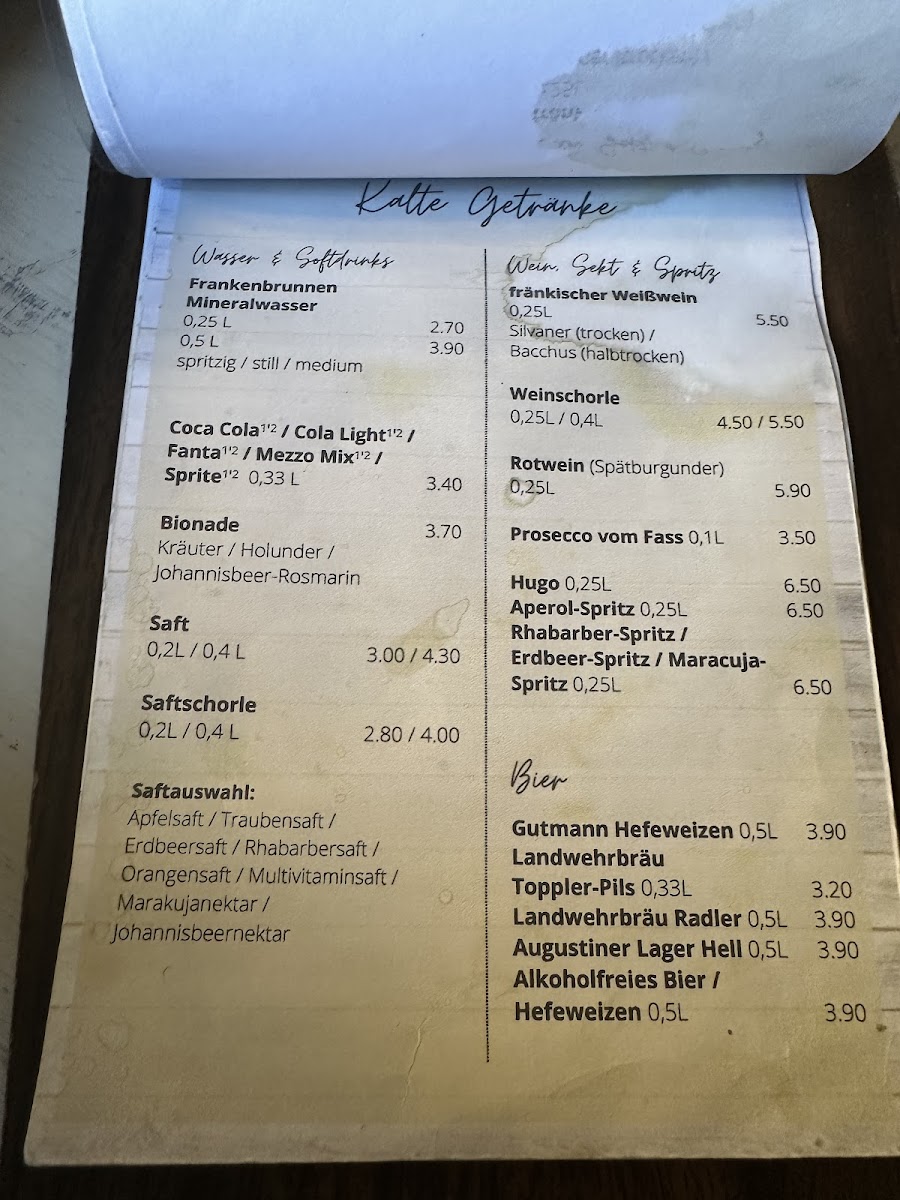 Kalte Getränke
Wasser & Softdrinks
Frankenbrunnen
Mineralwasser
0,25 L 2.70
0,5 L 3.90
spritzig / still / medium
Coca Cola¹'² / Cola Light¹'² /
Fanta¹'² / Mezzo Mix¹'² /
Sprite¹'² 0,33 L 3.40
Bionade 3.70
Kräuter / Holunder /
Johannisbeer-Rosmarin
Saft
0,2L / 0,4 L 3.00 / 4.30
Saftschorle
0,2L / 0,4 L 2.80 / 4.00
Saftauswahl:
Apfelsaft / Traubensaft /
Erdbeersaft / Rhabarbersaft /
Orangensaft / Multivitaminsaft /
Marakujanektar /
Johannisbeernektar
Wein, Sekt & Spritz
fränkischer Weißwein
0,25L 5.50
Silvaner (trocken) /
Bacchus (halbtrocken)
Weinschorle
0,25L / 0,4L 4.50 / 5.50
Rotwein (Spätburgunder)
0,25L 5.90
Prosecco vom Fass 0,1L 3.50
Hugo 0,25L 6.50
Aperol-Spritz 0,25L 6.50
Rhabarber-Spritz /
Erdbeer-Spritz / Maracuja-
Spritz 0,25L 6.50
Bier
Gutmann Hefeweizen 0,5L 3.90
Landwehrbräu
Toppler-Pils 0,33L 3.20
Landwehrbräu Radler 0,5L 3.90
Augustiner Lager Hell 0,5L 3.90
Alkoholfreies Bier /
Hefeweizen 0,5L 3.90